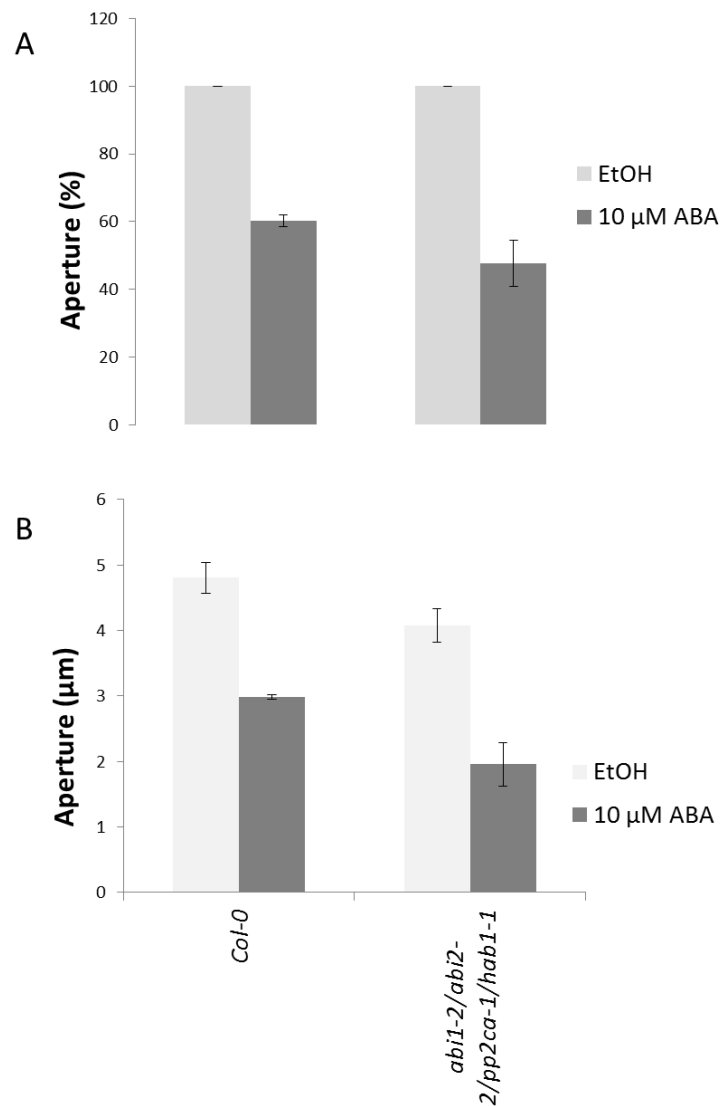 A
120
100
80
60
40
20
0
Aperture (%)
EtOH
10 µM ABA
B
6
5
4
3
2
1
0
Aperture (µm)
EtOH
10 µM ABA
Col-0
abi1-2/abi2-
2/pp2ca-1/hab1-1